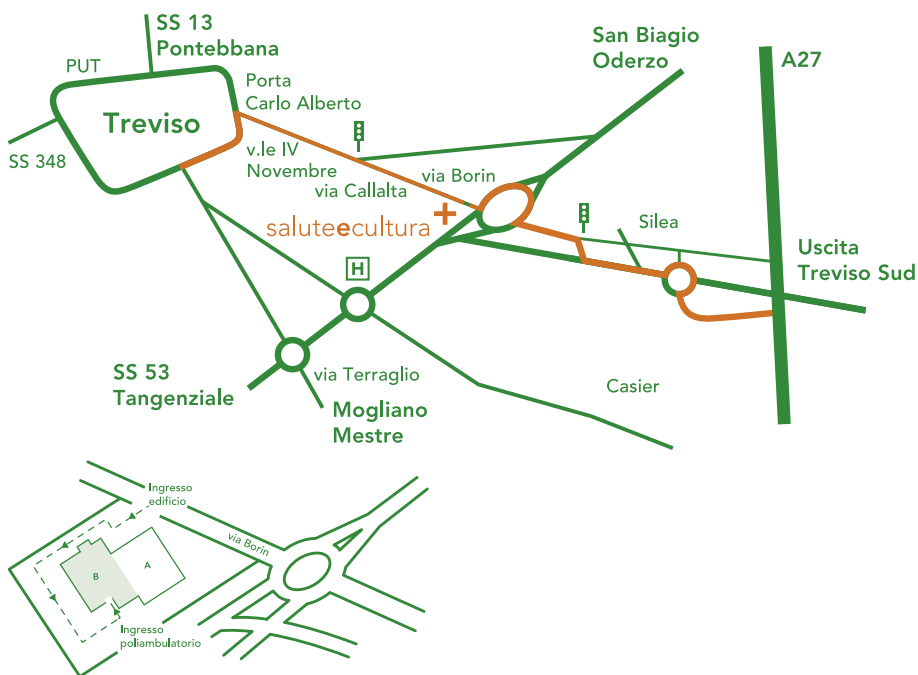 SS 13
Pontebbana
PUT
Porta
Carlo Alberto
Treviso
SS 348
v.le IV
Novembre
via Callalta
via Borin
San Biagio
Oderzo
A27
saluteecultura
Silea
Uscita
Treviso Sud
H
SS 53
Tangenziale
via Terraglio
Mogliano
Mestre
Casier
Ingresso
edificio
via Borin
A
B
Ingresso
poliambulatorio